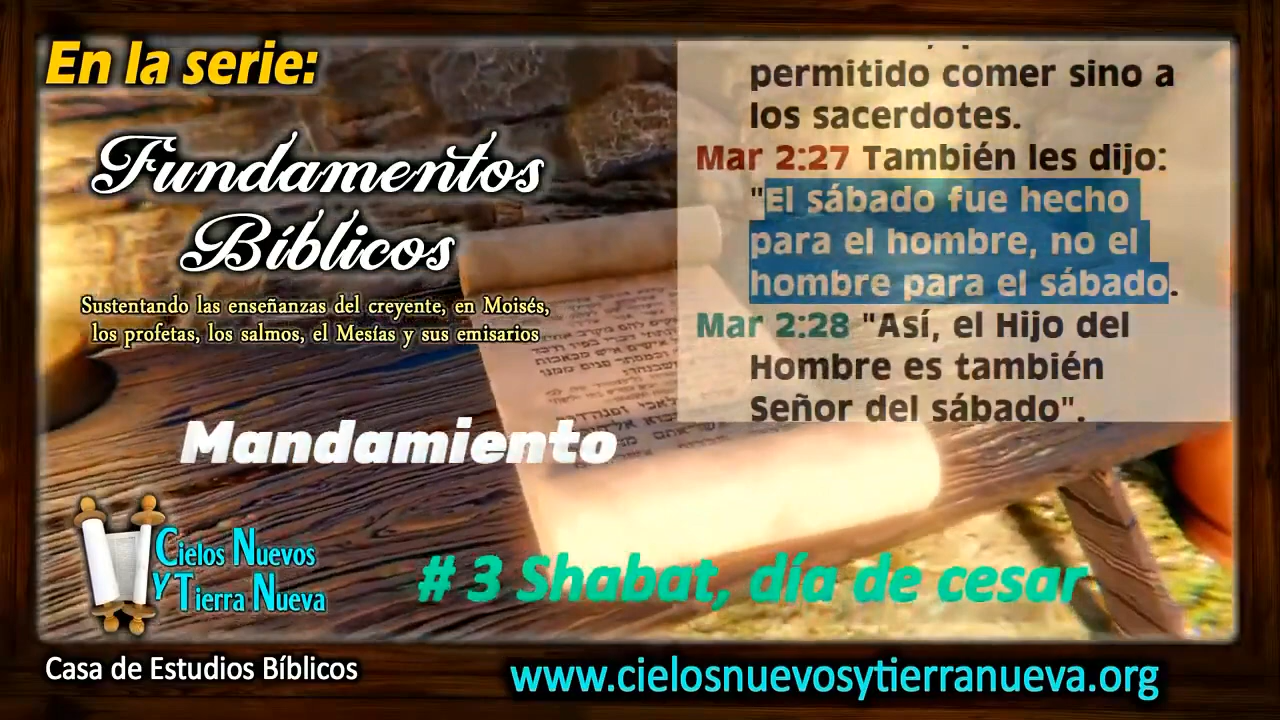 En la serie:
Fundamentos
Bíblicos
Sustentando las enseñanzas del creyente, en Moisés,
los profetas, los salmos, el Mesías y sus emisarios
permitido comer sino a
los sacerdotes.
Mar 2:27 También les dijo:
"El sábado fue hecho
para el hombre, no el
hombre para el sábado.
Mar 2:28 "Así, el Hijo del
Hombre es también
Señor del sábado".
Mandamiento
# 3 Shabat, día de cesar
Cielos Nuevos
Y Tierra Nueva
Casa de Estudios Bíblicos
www.cielosnuevosytierranueva.org